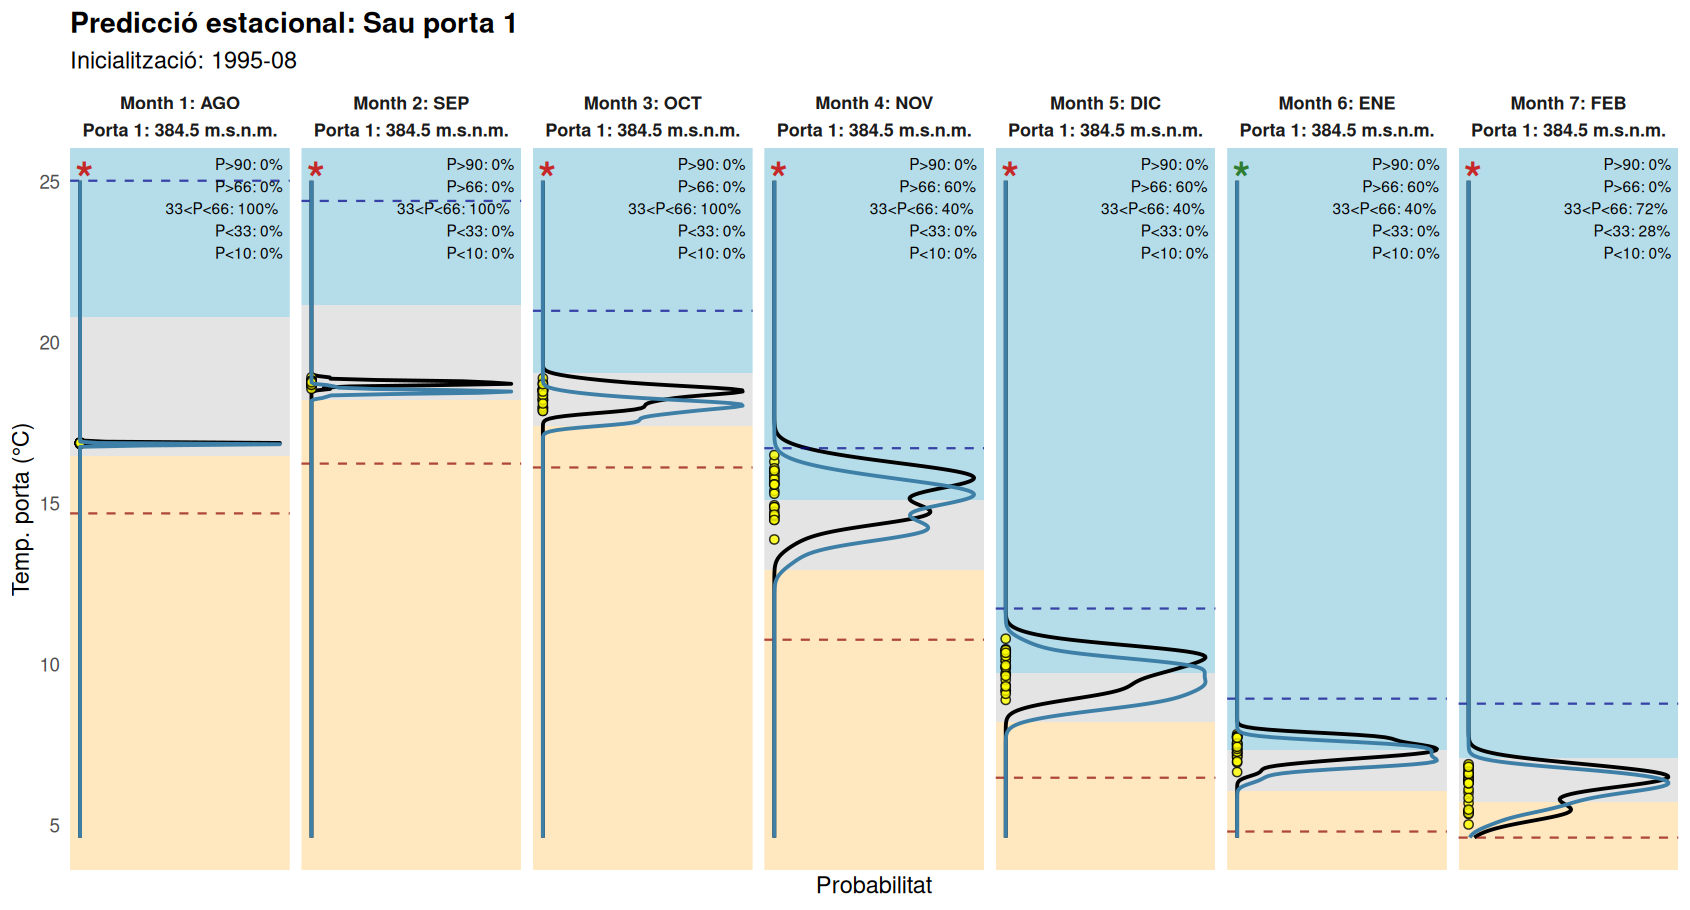 Predicció estacional: Sau porta 1
Inicialització: 1995-08
Month 1: AGO
Porta 1: 384.5 m.s.n.m.
Month 2: SEP
Porta 1: 384.5 m.s.n.m.
Month 3: OCT
Porta 1: 384.5 m.s.n.m.
Month 4: NOV
Porta 1: 384.5 m.s.n.m.
Month 5: DIC
Porta 1: 384.5 m.s.n.m.
Month 6: ENE
Porta 1: 384.5 m.s.n.m.
Month 7: FEB
Porta 1: 384.5 m.s.n.m.
*
P>90: 0%
P>66: 0%
33<P<66: 100%
P<33: 0%
P<10: 0%
*
P>90: 0%
P>66: 0%
33<P<66: 100%
P<33: 0%
P<10: 0%
*
P>90: 0%
P>66: 0%
33<P<66: 100%
P<33: 0%
P<10: 0%
*
P>90: 0%
P>66: 60%
33<P<66: 40%
P<33: 0%
P<10: 0%
*
P>90: 0%
P>66: 60%
33<P<66: 40%
P<33: 0%
P<10: 0%
*
P>90: 0%
P>66: 60%
33<P<66: 40%
P<33: 0%
P<10: 0%
*
P>90: 0%
P>66: 0%
33<P<66: 72%
P<33: 28%
P<10: 0%
25
20
15
10
5
Temp. porta (°C)
Probabilitat